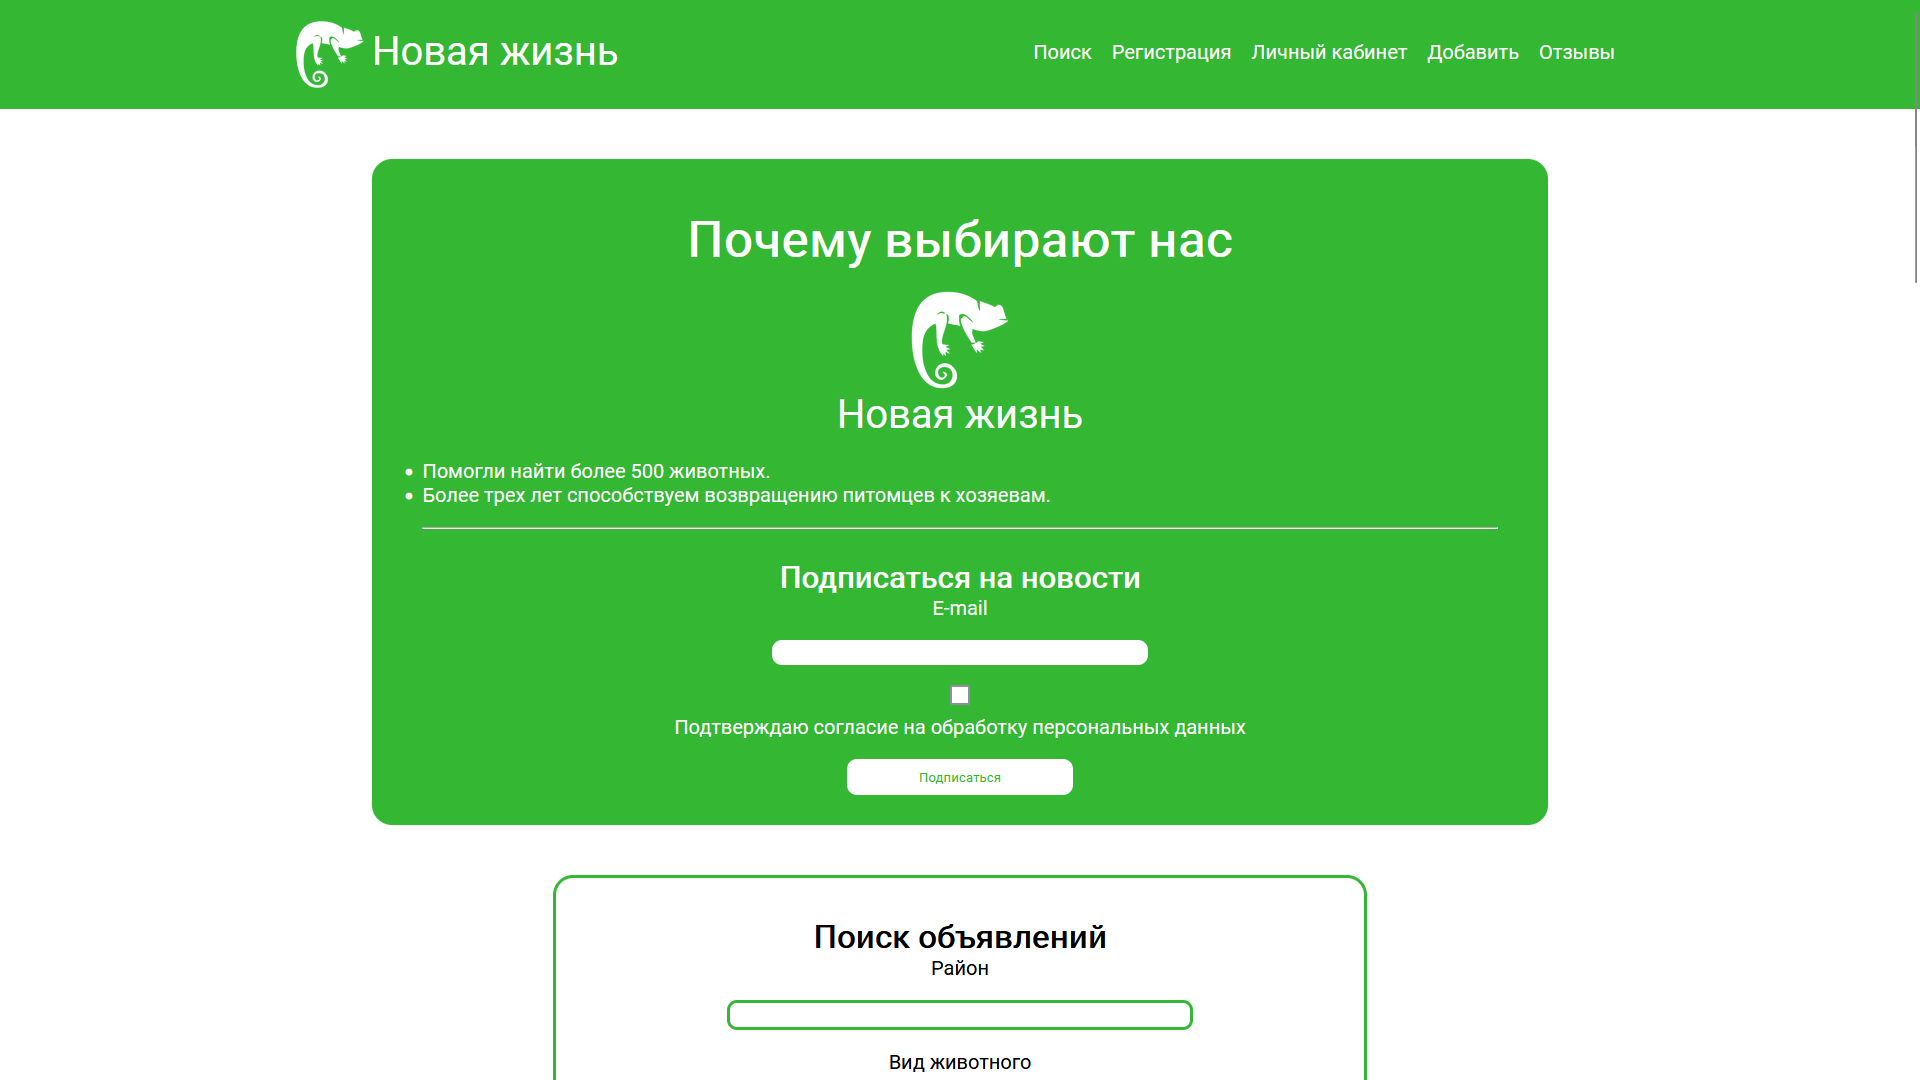 Новая жизнь
Поиск Регистрация Личный кабинет Добавить Отзывы
Почему выбирают нас
Новая жизнь
• Помогли найти более 500 животных.
• Более трех лет способствуем возвращению питомцев к хозяевам.
Подписаться на новости
E-mail
Подтверждаю согласие на обработку персональных данных
Подписаться
Поиск объявлений
Район
Вид животного